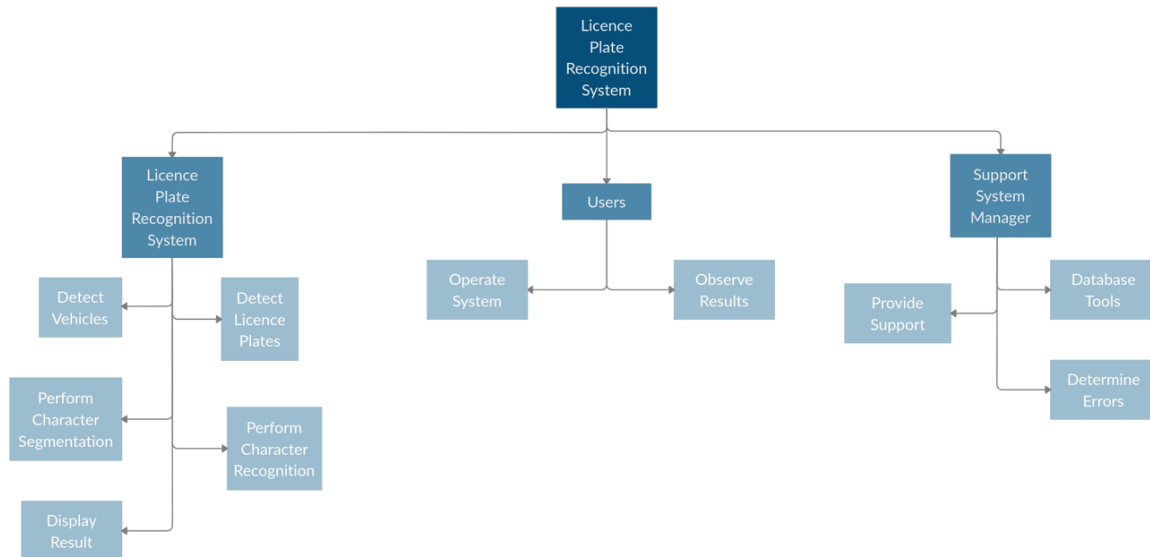 Licence
Plate
Recognition
System
Licence
Plate
Recognition
System
Users
Support
System
Manager
Detect
Vehicles
Detect
Licence
Plates
Operate
System
Observe
Results
Provide
Support
Database
Tools
Perform
Character
Segmentation
Perform
Character
Recognition
Determine
Errors
Display
Result